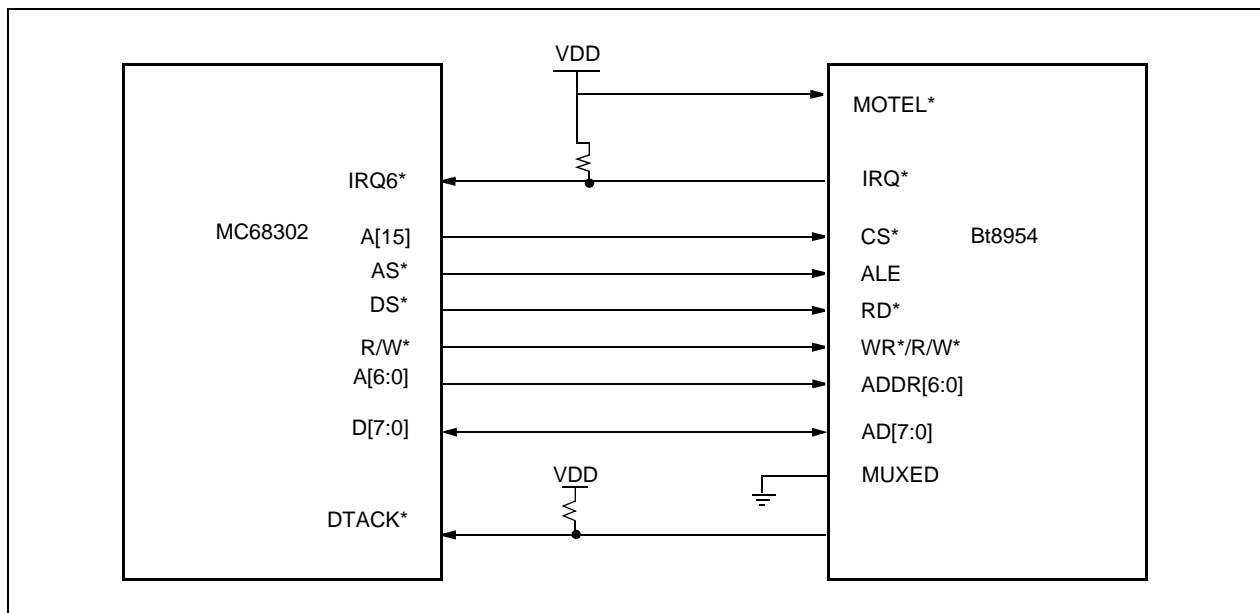 VDD
MOTEL*
IRQ6* IRQ*
MC68302 A[15] CS* Bt8954
AS* ALE
DS* RD*
R/W* WR*/R/W*
A[6:0] ADDR[6:0]
D[7:0] AD[7:0]
VDD MUXED
DTACK*